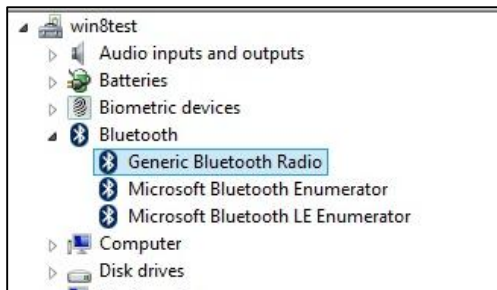 win8test
Audio inputs and outputs
Batteries
Biometric devices
Bluetooth
Generic Bluetooth Radio
Microsoft Bluetooth Enumerator
Microsoft Bluetooth LE Enumerator
Computer
Disk drives